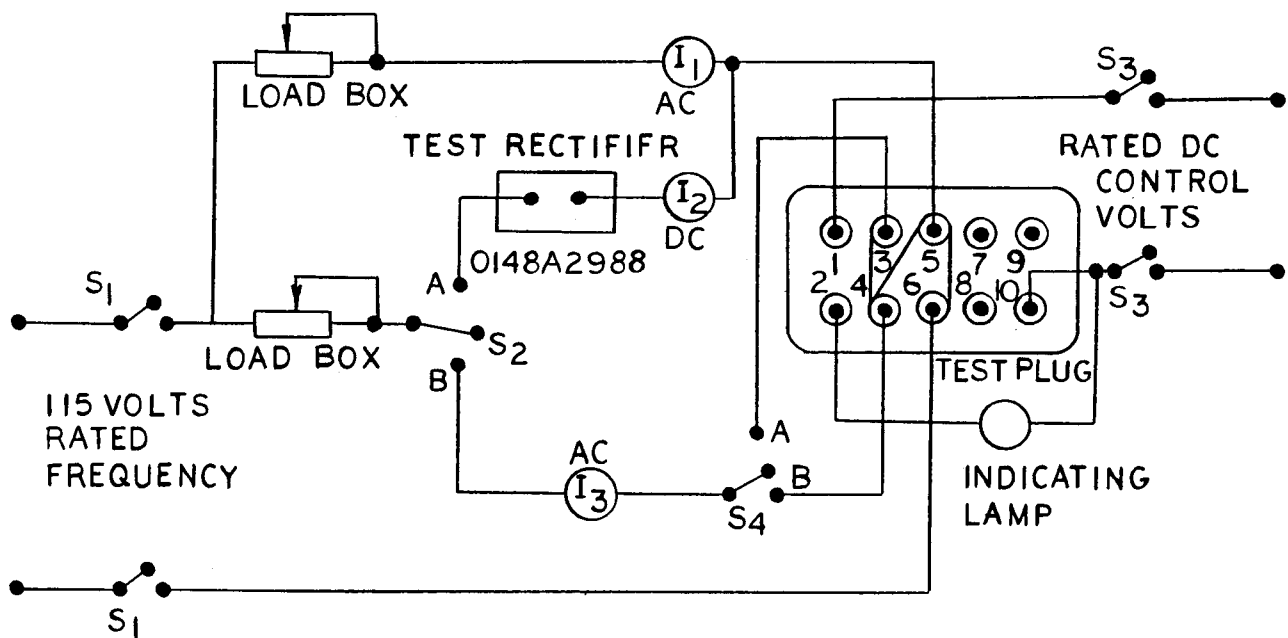 I1
AC
LOAD BOX
S3
TEST RECTIFIFR
RATED DC
CONTROL
VOLTS
I2
DC
0148A2988
1
3
5
7
9
2
4
6
8
10
S3
A
S1
S2
LOAD BOX
B
TEST PLUG
115 VOLTS
RATED
FREQUENCY
A
AC
I3
B
S4
INDICATING
LAMP
S1